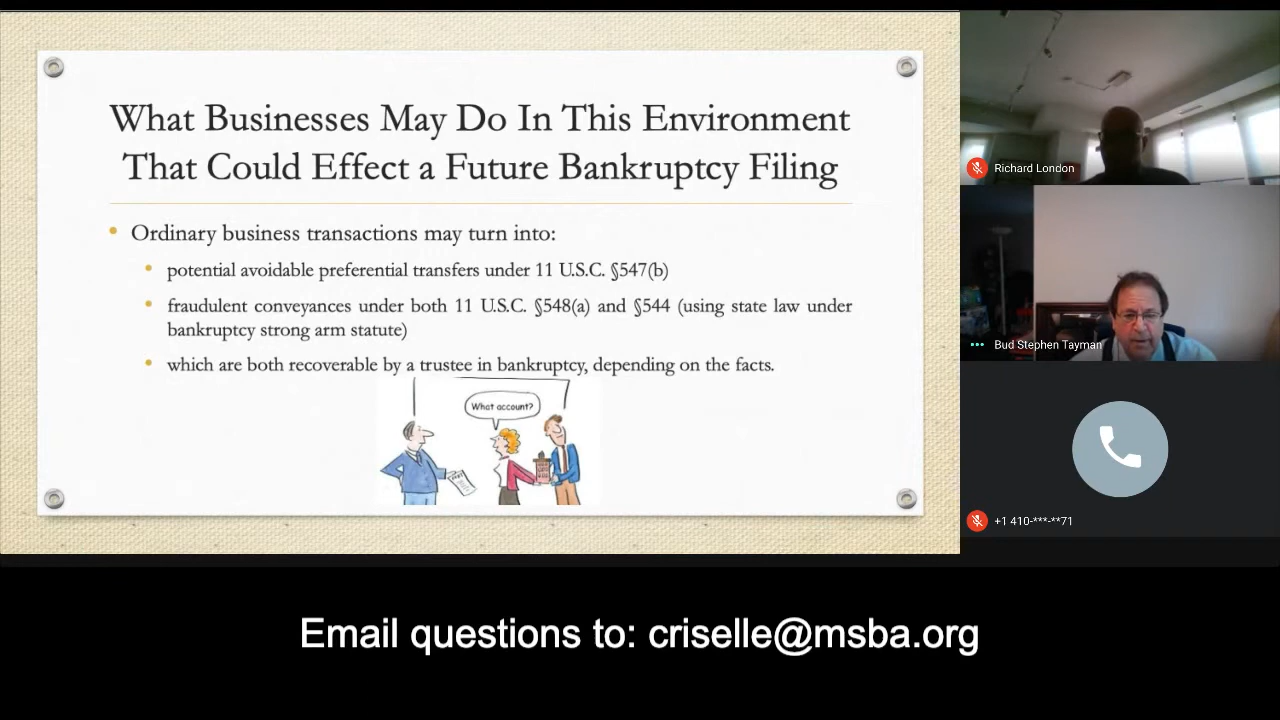 What Businesses May Do In This Environment
That Could Effect a Future Bankruptcy Filing
• Ordinary business transactions may turn into:
• potential avoidable preferential transfers under 11 U.S.C. §547(b)
• fraudulent conveyances under both 11 U.S.C. §548(a) and §544 (using state law under
bankruptcy strong arm statute)
• which are both recoverable by a trustee in bankruptcy, depending on the facts.
What account?
Richard London
Bud Stephen Tayman
+1 410-***-**71
Email questions to: criselle@msba.org